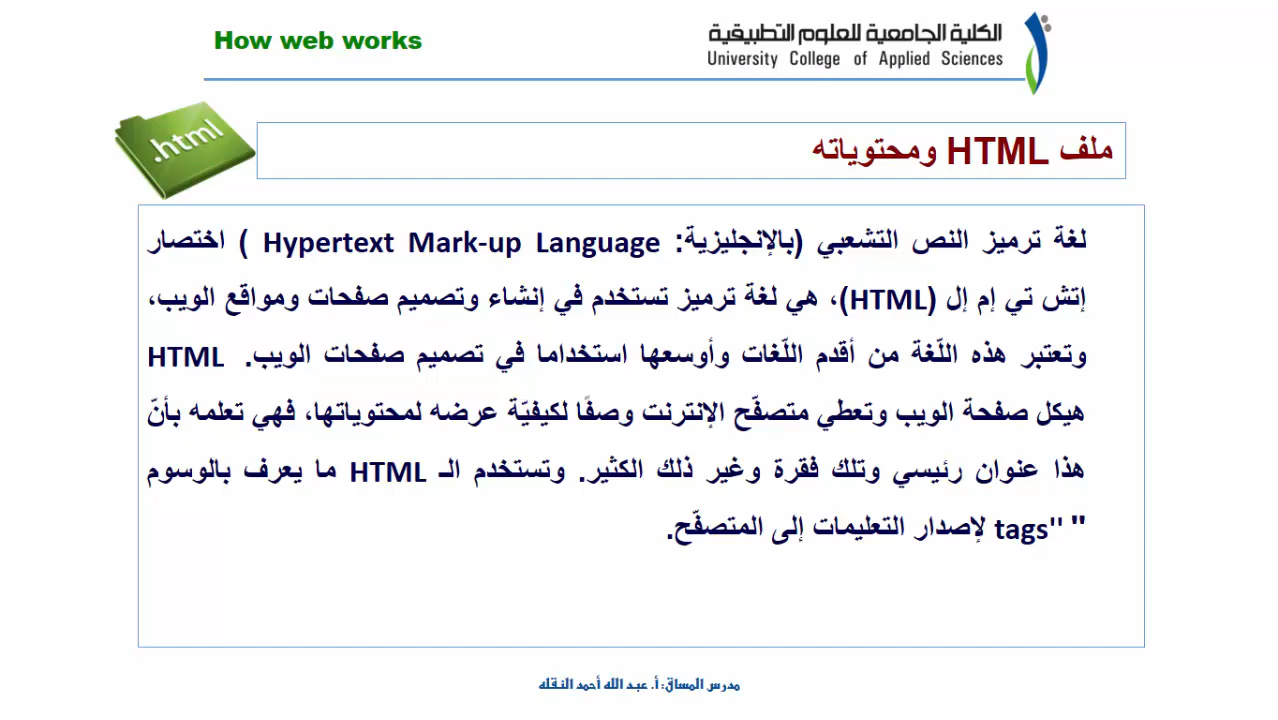 How web works
الكلية الجامعية للعلوم التطبيقية
University College of Applied Sciences
.html
ملف HTML ومحتوياته
لغة ترميز النص التشعبي (بالإنجليزية: Hypertext Mark-up Language ) اختصار
إتش تي إم إل (HTML)، هي لغة ترميز تستخدم في إنشاء وتصميم صفحات ومواقع الويب،
وتعتبر هذه اللّغة من أقدم اللّغات وأوسعها استخداما في تصميم صفحات الويب. HTML
هيكل صفحة الويب وتعطي متصفّح الإنترنت وصفًا لكيفيّة عرضه لمحتوياتها، فهي تعلمه بأنّ
هذا عنوان رئيسي وتلك فقرة وغير ذلك الكثير. وتستخدم الـ HTML ما يعرف بالوسوم
" tags'' لإصدار التعليمات إلى المتصفّح.
مدرس المساق: أ. عبد الله أحمد النقله